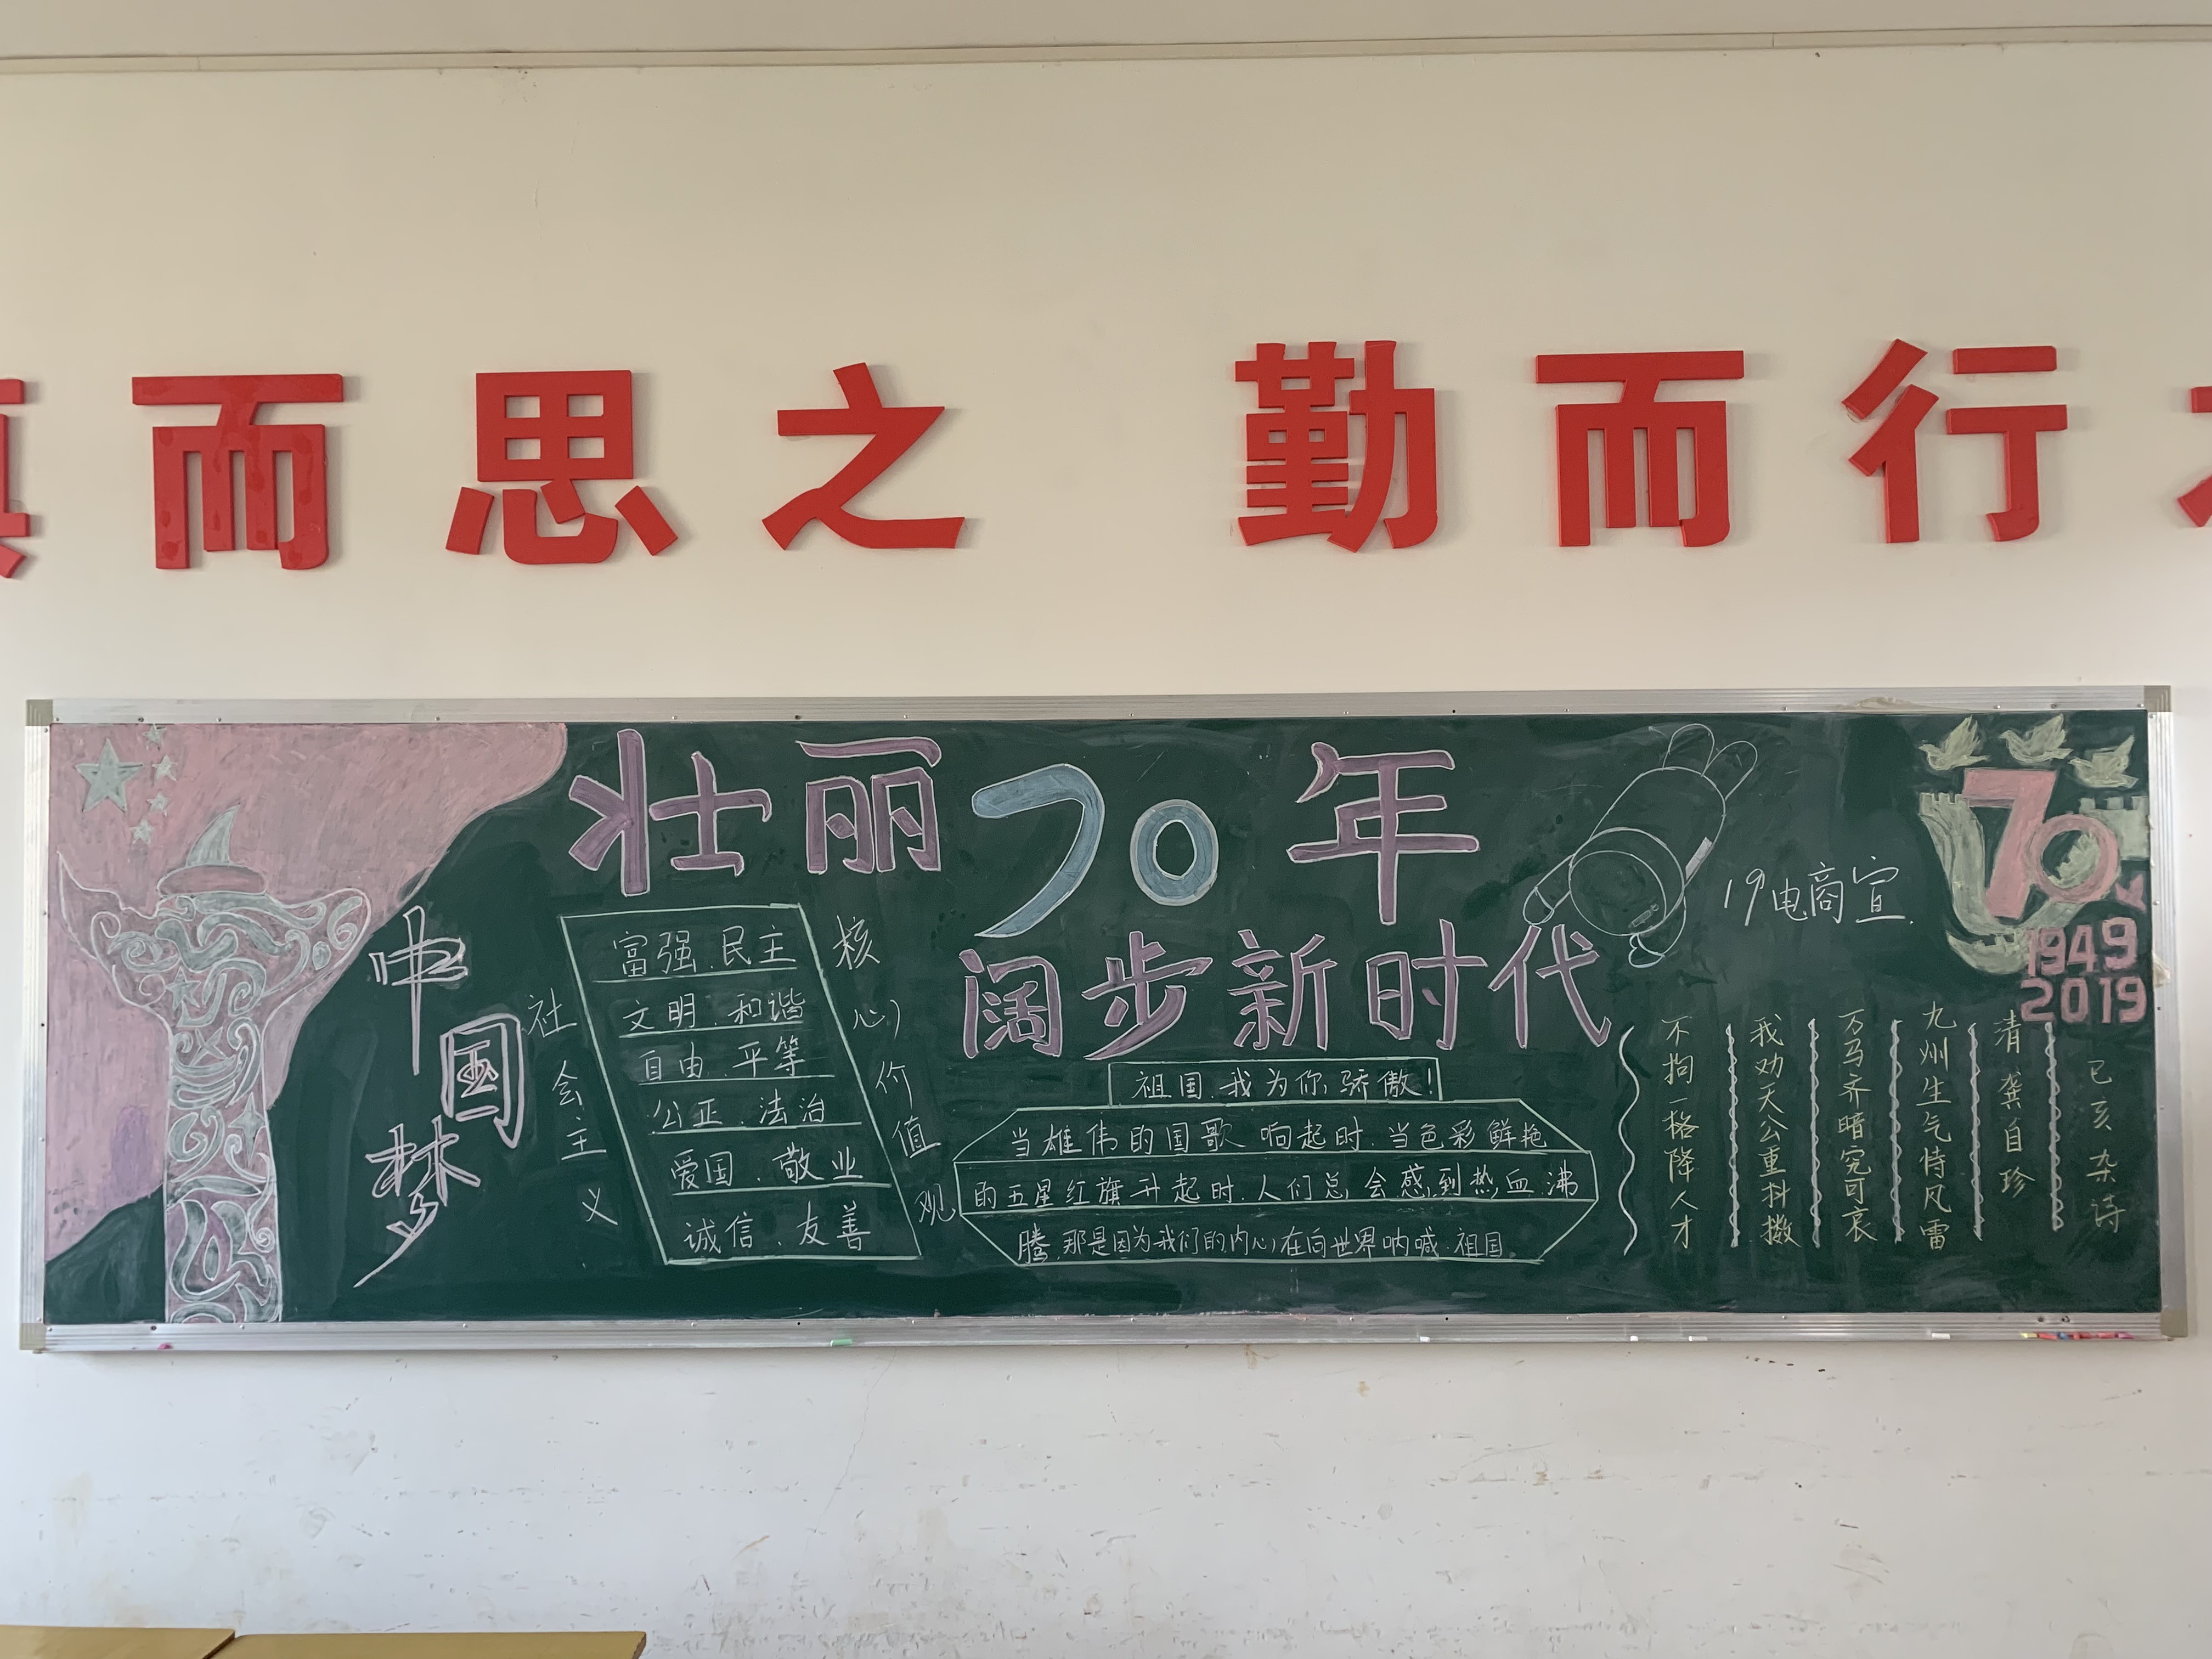 而思之 勤而行
壮丽70年
阔步新时代
中国梦
社会主义
核心价值观
富强、民主
文明、和谐
自由、平等
公正、法治
爱国、敬业
诚信、友善
祖国,我为你骄傲!
当雄伟的国歌响起时,当色彩鲜艳
的五星红旗升起时,人们总会感到热血沸
腾,那是因为我们的内心在向世界呐喊,祖国
19电商宣
70
1949
2019
己亥杂诗
清 龚自珍
九州生气恃风雷
万马齐喑究可哀
我劝天公重抖擞
不拘一格降人才